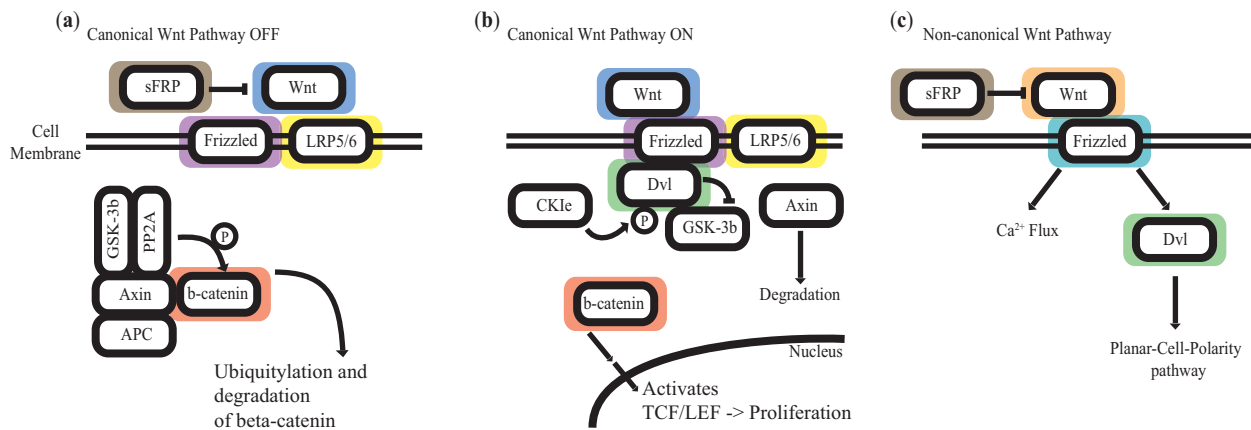 (a)
Canonical Wnt Pathway OFF
sFRP
Wnt
Cell
Membrane
Frizzled
LRP5/6
GSK-3b
PP2A
P
Axin
b-catenin
APC
Ubiquitylation and
degradation
of beta-catenin
(b)
Canonical Wnt Pathway ON
Wnt
Frizzled
LRP5/6
Dvl
CKIe
P
GSK-3b
Axin
Degradation
b-catenin
Nucleus
Activates
TCF/LEF -> Proliferation
(c)
Non-canonical Wnt Pathway
sFRP
Wnt
Frizzled
Ca²⁺ Flux
Dvl
Planar-Cell-Polarity
pathway